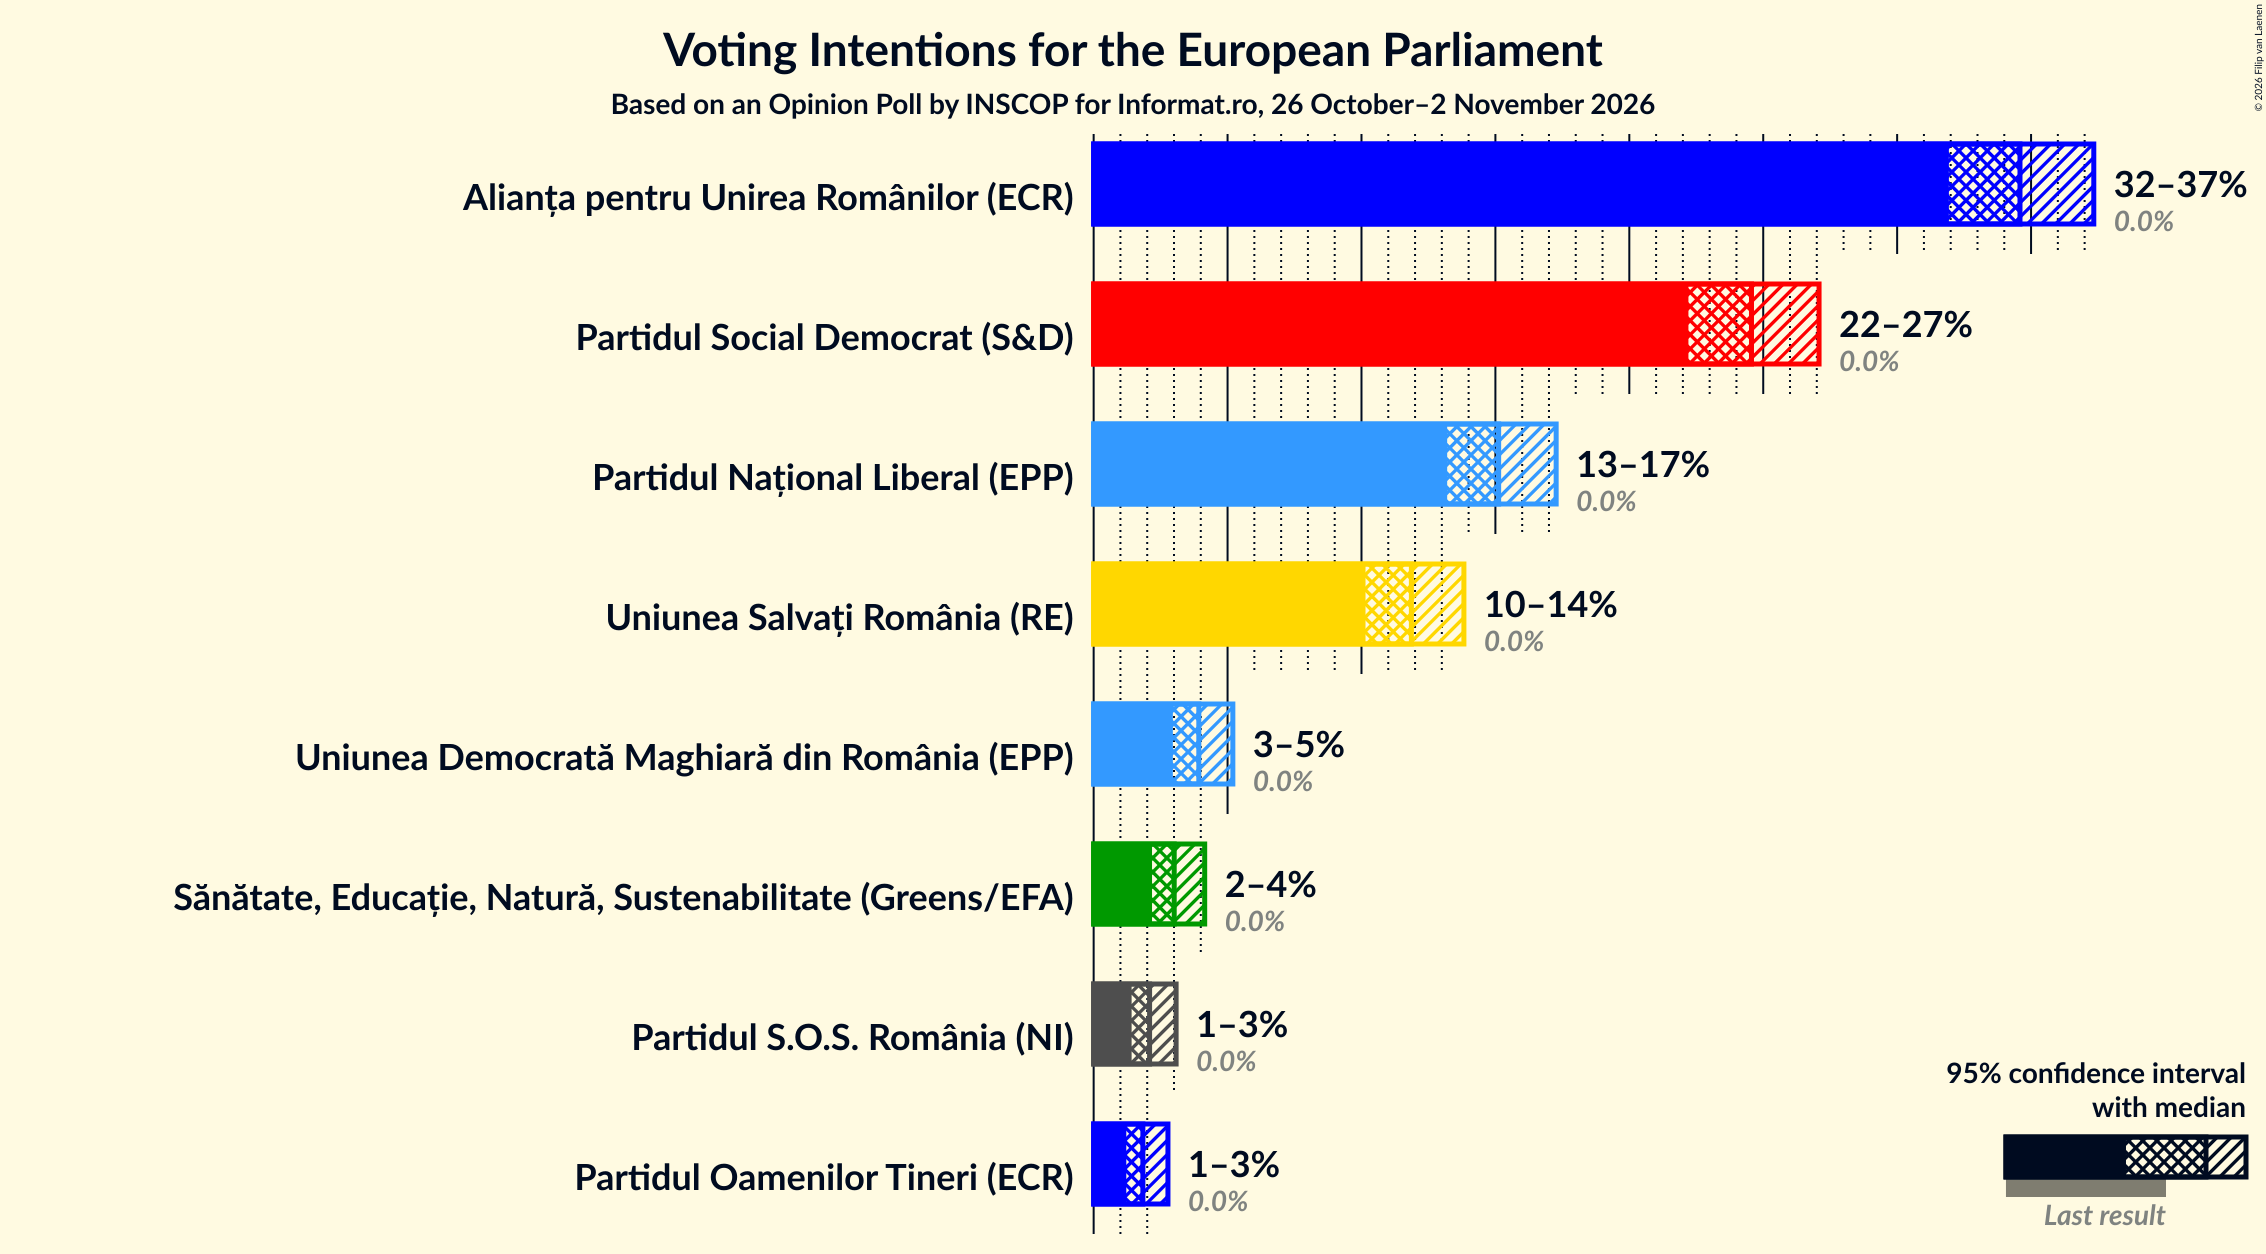 Voting Intentions for the European Parliament
Based on an Opinion Poll by INSCOP for Informat.ro, 26 October–2 November 2026
© 2026 Filip van Laenen
Alianța pentru Unirea Românilor (ECR)
32–37%
0.0%
Partidul Social Democrat (S&D)
22–27%
0.0%
Partidul Național Liberal (EPP)
13–17%
0.0%
Uniunea Salvați România (RE)
10–14%
0.0%
Uniunea Democrată Maghiară din România (EPP)
3–5%
0.0%
Sănătate, Educație, Natură, Sustenabilitate (Greens/EFA)
2–4%
0.0%
Partidul S.O.S. România (NI)
1–3%
0.0%
Partidul Oamenilor Tineri (ECR)
1–3%
0.0%
95% confidence interval
with median
Last result